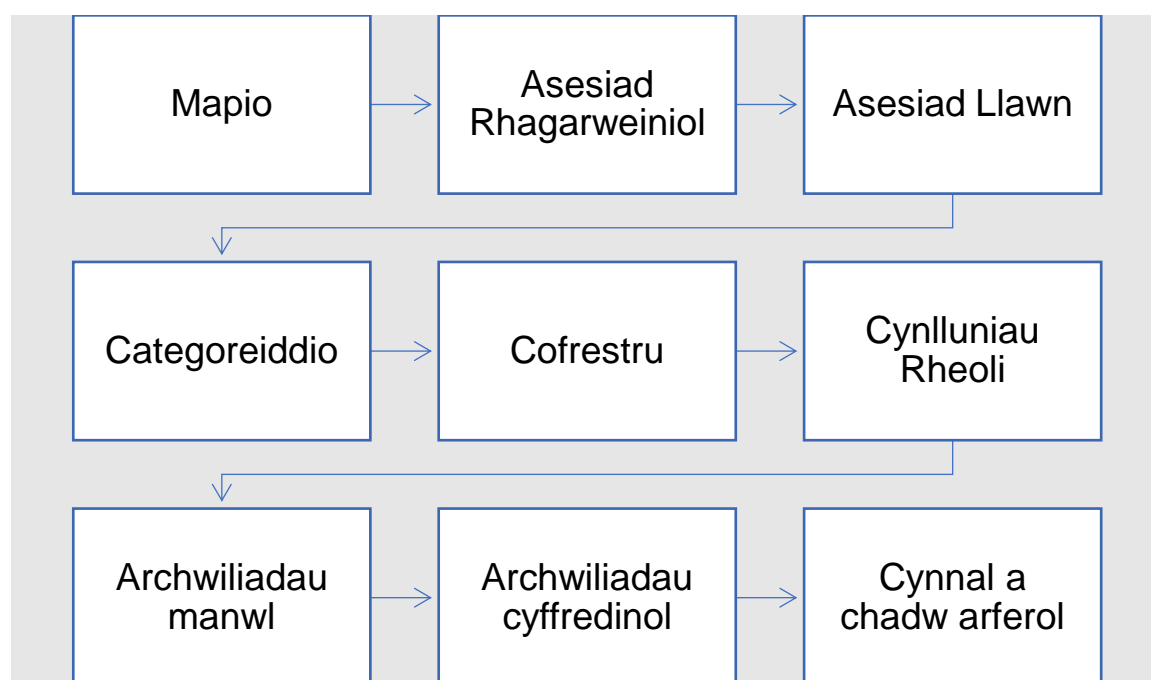 Mapio
Asesiad
Rhagarweiniol
Asesiad Llawn
Categoreiddio
Cofrestru
Cynlluniau
Rheoli
Archwiliadau
manwl
Archwiliadau
cyffredinol
Cynnal a
chadw arferol